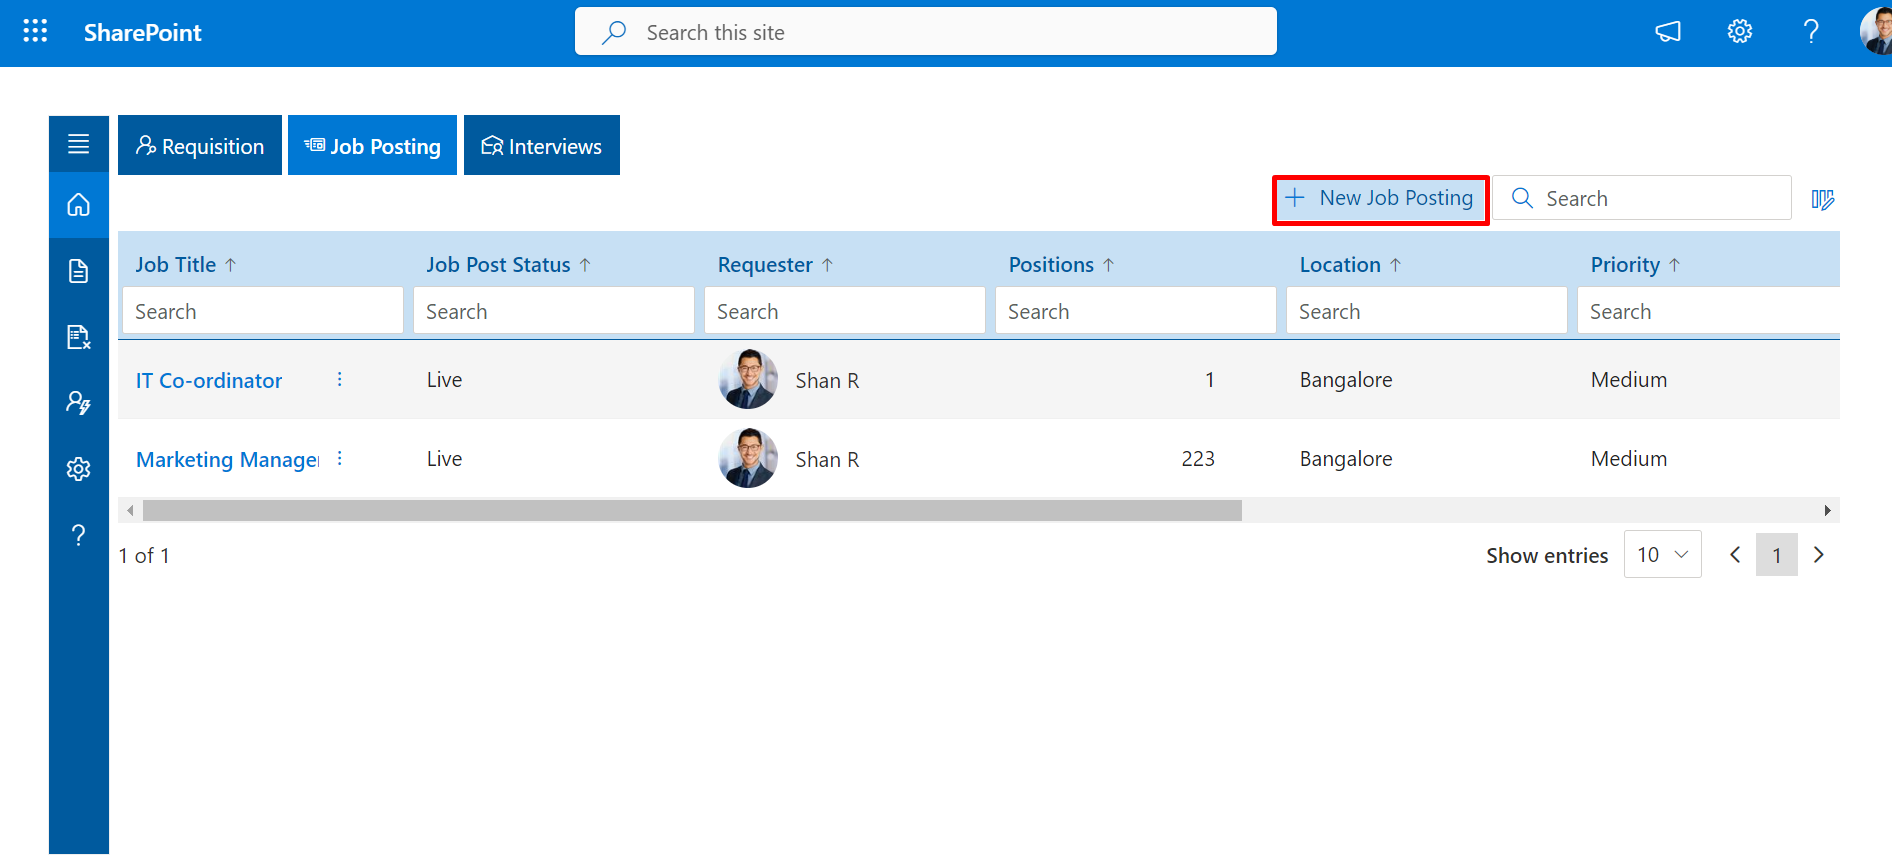 SharePoint
Search this site
Requisition
Job Posting
Interviews
New Job Posting
Search
Job Title ↑
Job Post Status ↑
Requester ↑
Positions ↑
Location ↑
Priority ↑
Search
Search
Search
Search
Search
Search
IT Co-ordinator
Live
Shan R
1
Bangalore
Medium
Marketing Manager
Live
Shan R
223
Bangalore
Medium
1 of 1
Show entries
10
1